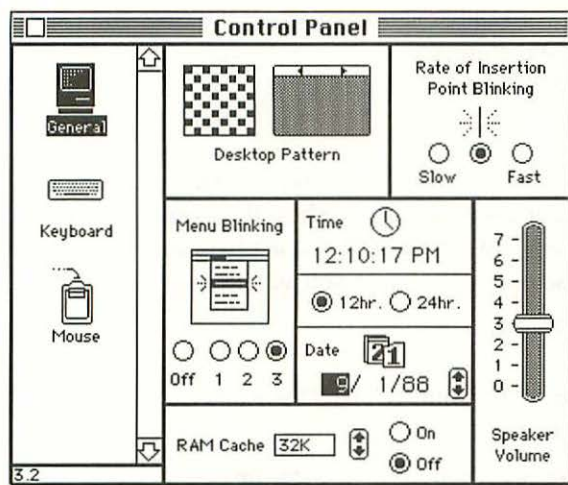 Control Panel
General
Keyboard
Mouse
3.2
Desktop Pattern
Rate of Insertion
Point Blinking
Slow Fast
Menu Blinking
Off 1 2 3
Time
12:10:17 PM
12hr. 24hr.
Date 21
9/ 1/88
7
6
5
4
3
2
1
0
Speaker
Volume
RAM Cache 32K
On
Off